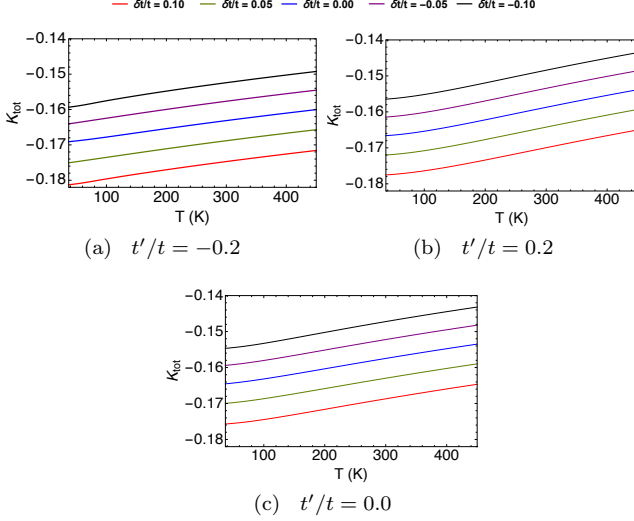 δt/t = 0.10 δt/t = 0.05 δt/t = 0.00 δt/t = −0.05 δt/t = −0.10
−0.14
−0.15
−0.16
−0.17
−0.18
Ktot
100 200 300 400
T (K)
(a) t′/t = −0.2
−0.14
−0.15
−0.16
−0.17
−0.18
Ktot
100 200 300 400
T (K)
(b) t′/t = 0.2
−0.14
−0.15
−0.16
−0.17
−0.18
Ktot
100 200 300 400
T (K)
(c) t′/t = 0.0